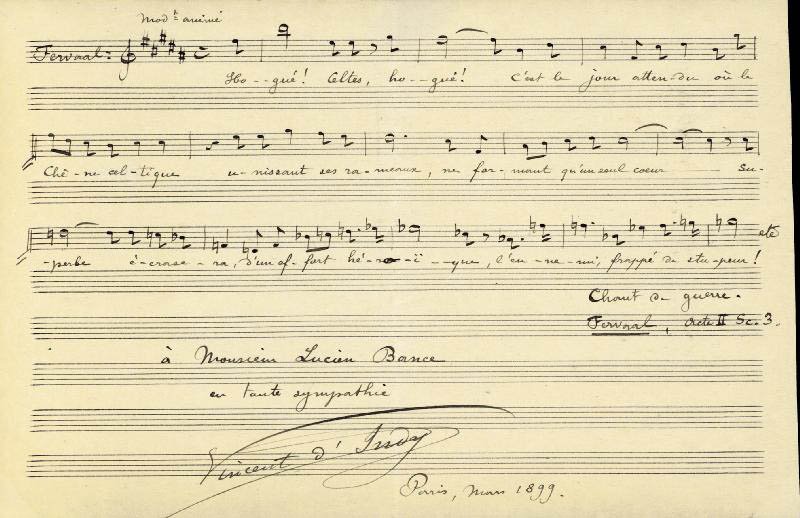 Modt animé
Fervaal:
Ho--gué! Celtes, ho--gué! C'est le jour atten-du où le
Chê-ne cel-tique u-nissant ses ra-meaux, ne for-mant qu'un seul coeur Su-
-perbe é-crase-ra, d'un ef-fort hé-ro-ï--que, l'en-ne-mi, frappé de stu-peur! etc
Chant de guerre.
Fervaal, Acte II Sc. 3.
à Monsieur Lucien Bance
en toute sympathie
Vincent d'Indy
Paris, Mars 1899.